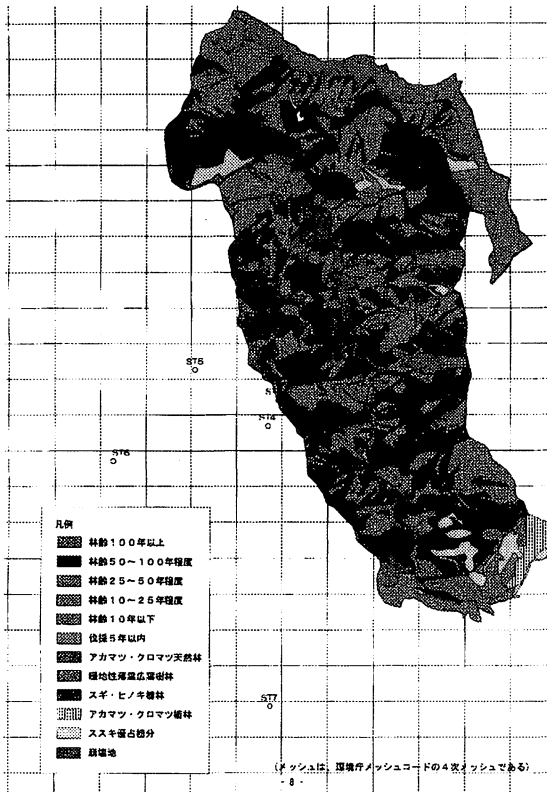 ST5
ST4
ST6
凡例
林齢100年以上
林齢50~100年程度
林齢25~50年程度
林齢10~25年程度
林齢10年以下
伐採5年以内
アカマツ・クロマツ天然林
暖地性落葉広葉樹林
スギ・ヒノキ植林
アカマツ・クロマツ植林
ススキ優占部分
崩壊地
ST7
(メッシュは、環境庁メッシュコードの4次メッシュである)
- 8 -